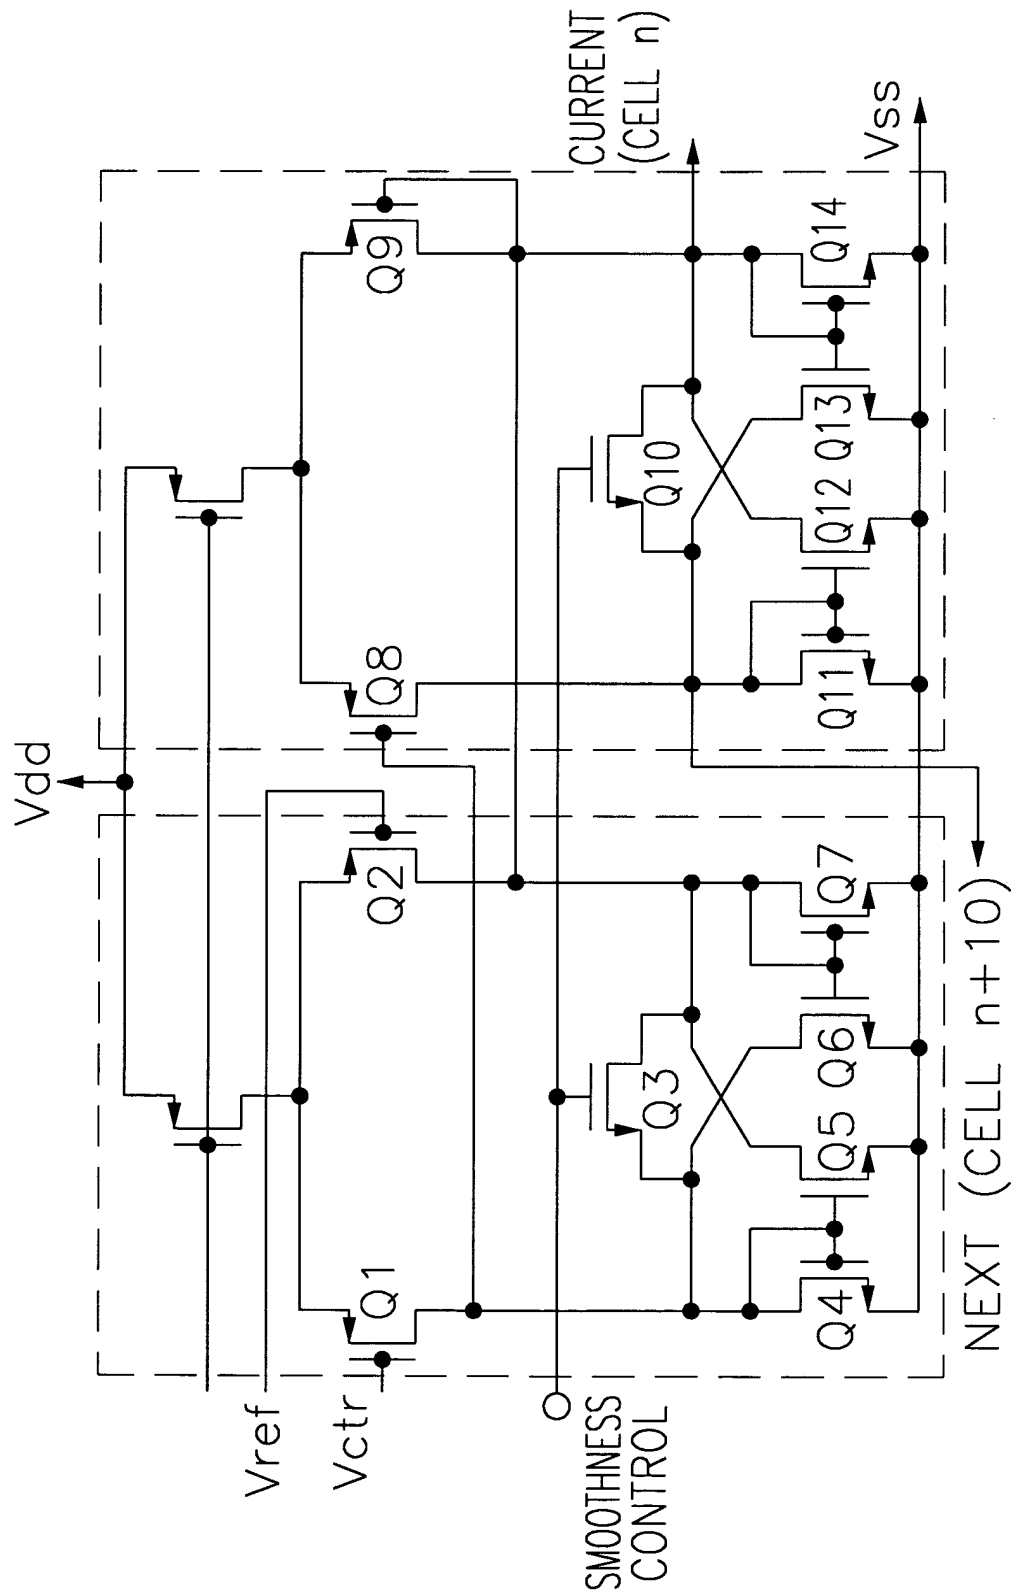 Vdd
Vref
Vctr
SMOOTHNESS
CONTROL
Q1
Q2
Q3
Q4
Q5
Q6
Q7
Q8
Q9
Q10
Q11
Q12
Q13
Q14
CURRENT
(CELL n)
Vss
NEXT (CELL n+10)